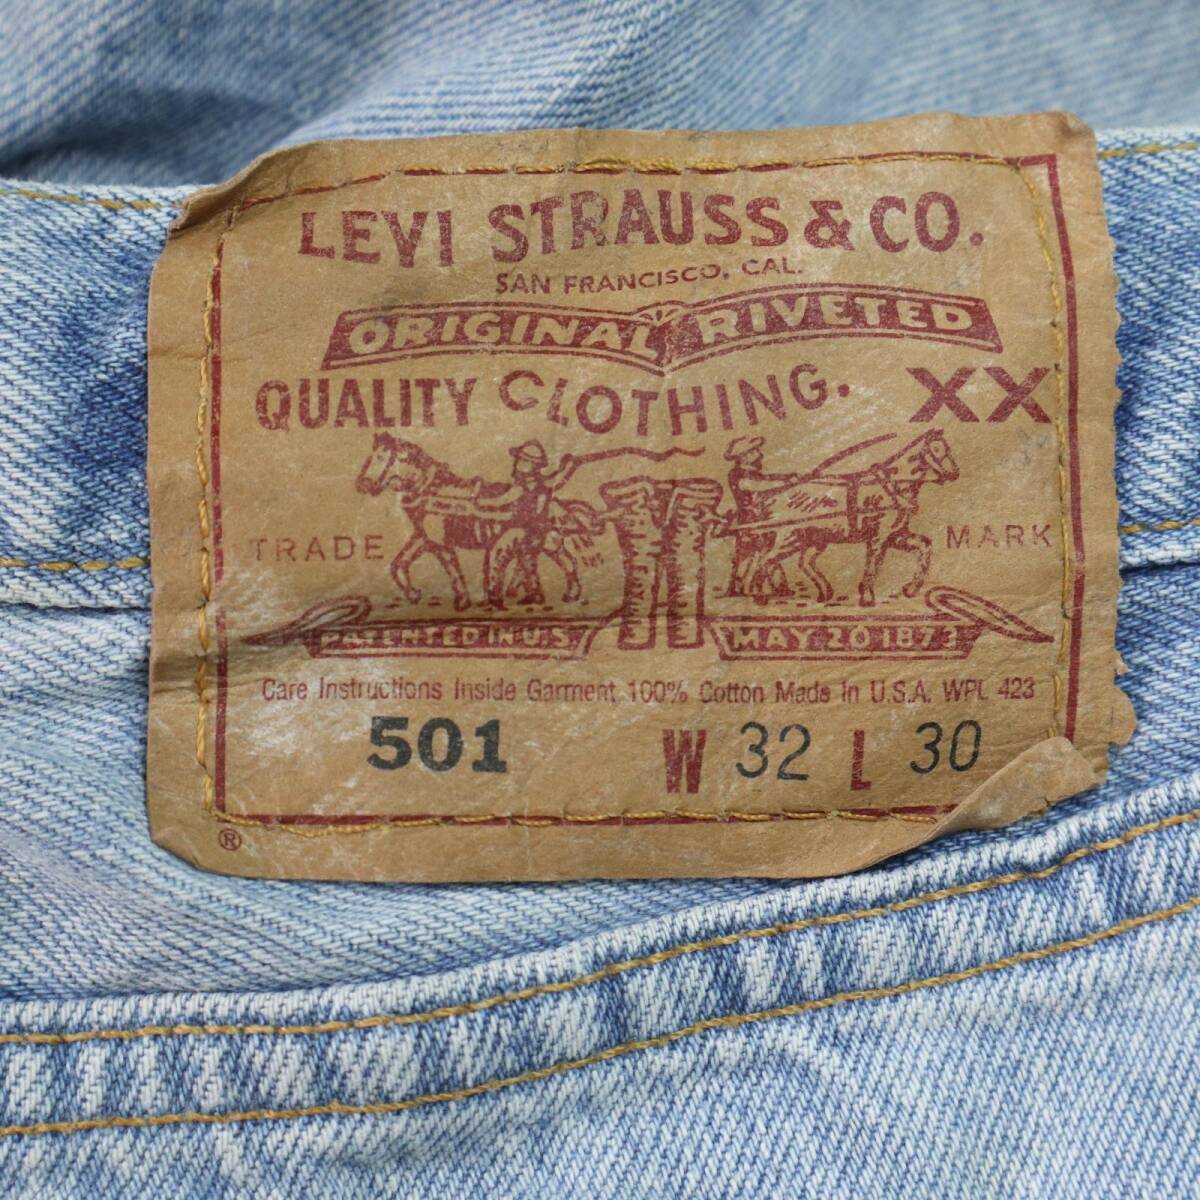 LEVI STRAUSS & CO.
SAN FRANCISCO, CAL.
ORIGINAL RIVETED
QUALITY CLOTHING. XX
TRADE MARK
PATENTED IN U.S. MAY 20 1873
Care Instructions Inside Garment 100% Cotton Made in U.S.A. WPL 423
501 W 32 L 30
®